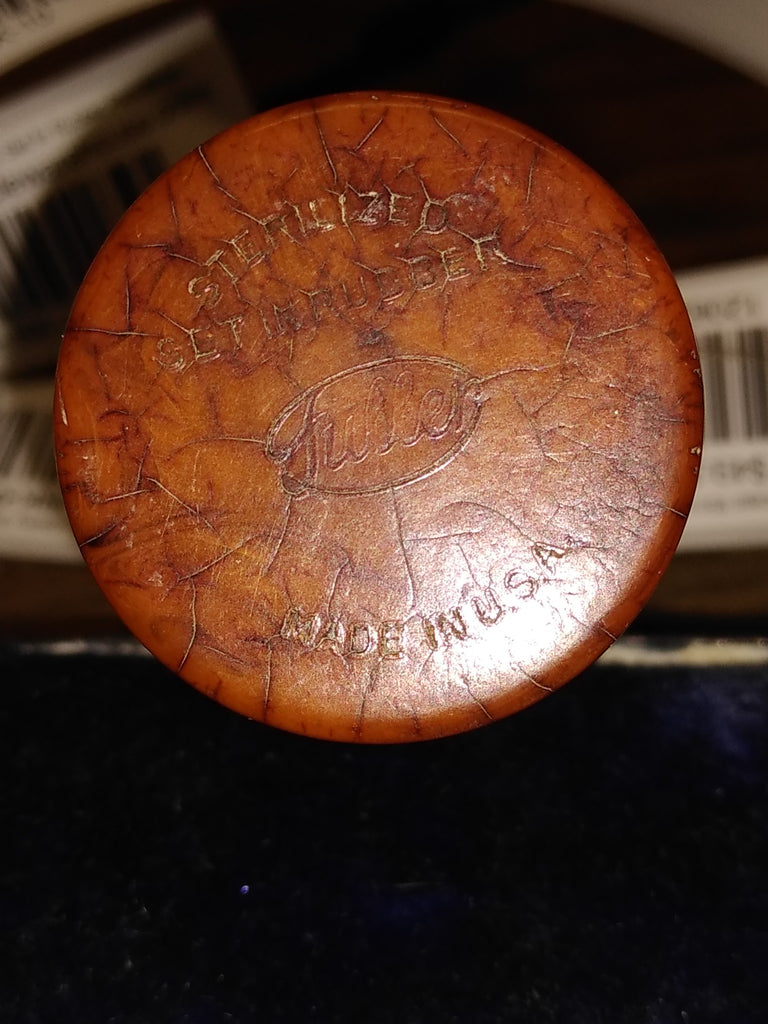 STERILIZED
SET IN RUBBER
Fuller
MADE IN U.S.A.